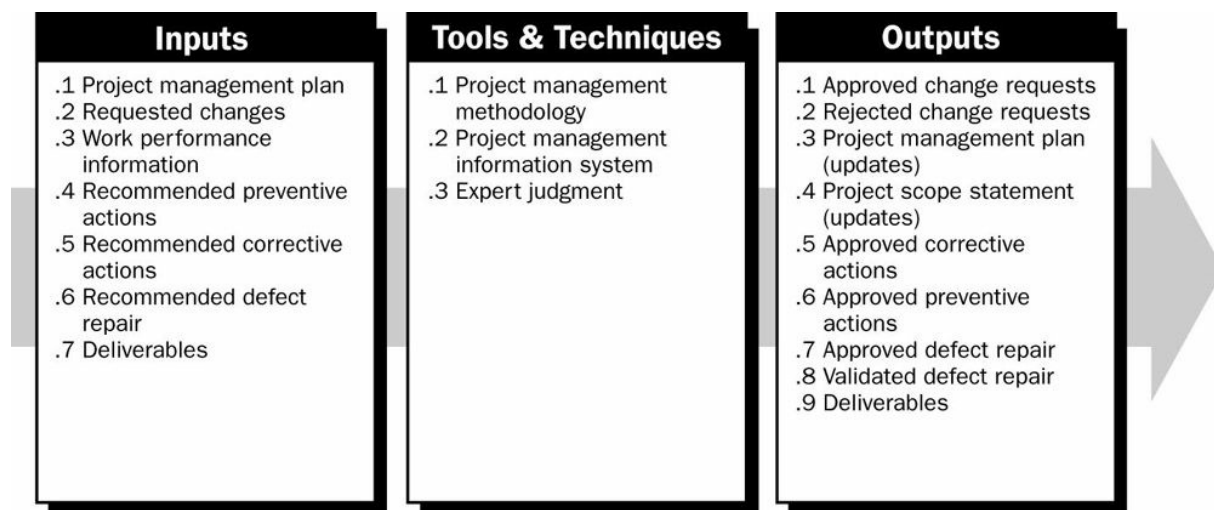 Inputs
.1 Project management plan
.2 Requested changes
.3 Work performance
information
.4 Recommended preventive
actions
.5 Recommended corrective
actions
.6 Recommended defect
repair
.7 Deliverables
Tools & Techniques
.1 Project management
methodology
.2 Project management
information system
.3 Expert judgment
Outputs
.1 Approved change requests
.2 Rejected change requests
.3 Project management plan
(updates)
.4 Project scope statement
(updates)
.5 Approved corrective
actions
.6 Approved preventive
actions
.7 Approved defect repair
.8 Validated defect repair
.9 Deliverables